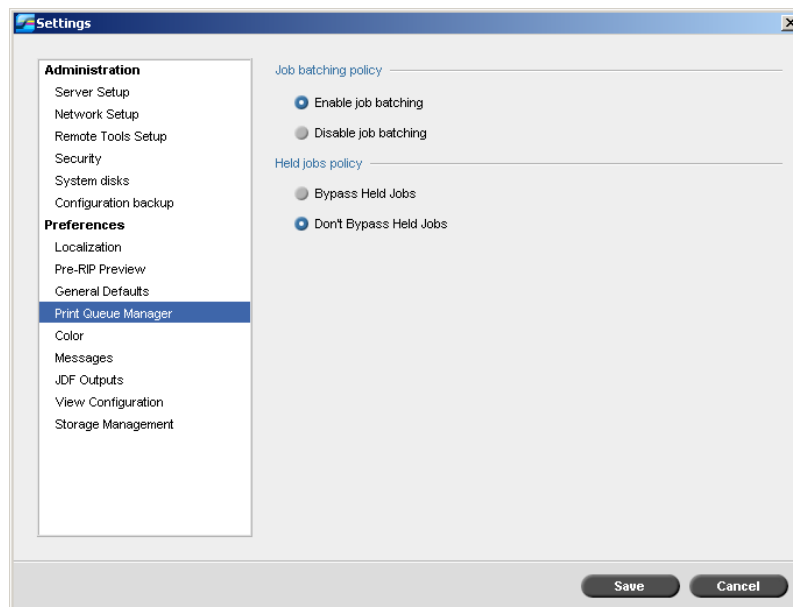 Settings
Administration
Server Setup
Network Setup
Remote Tools Setup
Security
System disks
Configuration backup
Preferences
Localization
Pre-RIP Preview
General Defaults
Print Queue Manager
Color
Messages
JDF Outputs
View Configuration
Storage Management
Job batching policy
Enable job batching
Disable job batching
Held jobs policy
Bypass Held Jobs
Don't Bypass Held Jobs
Save
Cancel